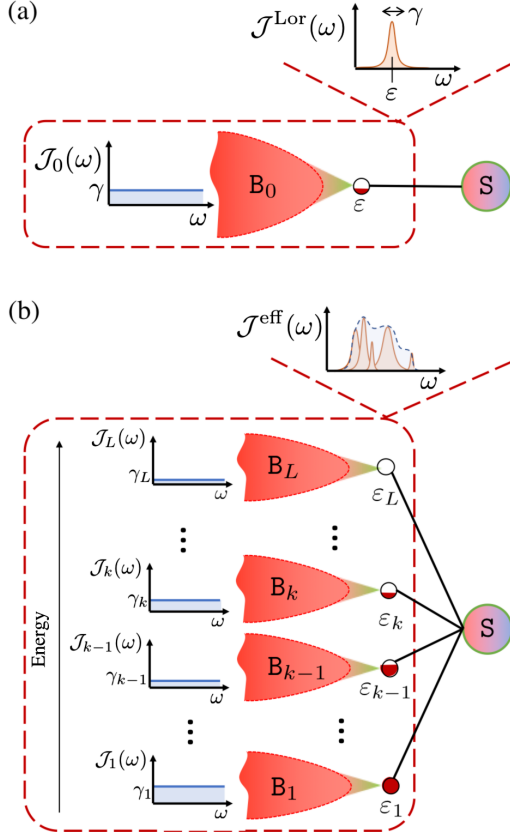 (a)
𝒥^Lor(ω)
γ
ε
ω
𝒥₀(ω)
γ
ω
B₀
ε
S
(b)
𝒥^eff(ω)
ω
Energy
𝒥_L(ω)
γ_L
ω
B_L
ε_L
⋮ ⋮
𝒥_k(ω)
γ_k
ω
B_k
ε_k
S
𝒥_{k−1}(ω)
γ_{k−1}
ω
B_{k−1}
ε_{k−1}
⋮ ⋮
𝒥₁(ω)
γ₁
ω
B₁
ε₁